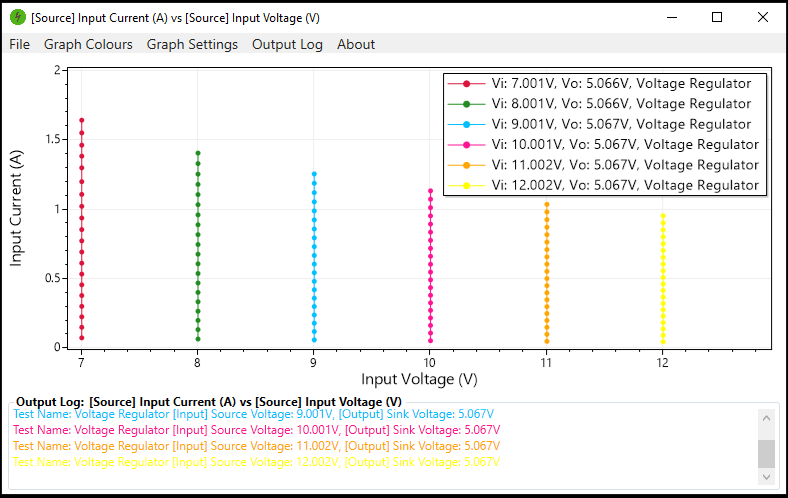 [Source] Input Current (A) vs [Source] Input Voltage (V)
File Graph Colours Graph Settings Output Log About
2
1.5
1
0.5
0
Input Current (A)
Vi: 7.001V, Vo: 5.066V, Voltage Regulator
Vi: 8.001V, Vo: 5.066V, Voltage Regulator
Vi: 9.001V, Vo: 5.067V, Voltage Regulator
Vi: 10.001V, Vo: 5.067V, Voltage Regulator
Vi: 11.002V, Vo: 5.067V, Voltage Regulator
Vi: 12.002V, Vo: 5.067V, Voltage Regulator
7 8 9 10 11 12
Input Voltage (V)
Output Log: [Source] Input Current (A) vs [Source] Input Voltage (V)
Test Name: Voltage Regulator [Input] Source Voltage: 9.001V, [Output] Sink Voltage: 5.067V
Test Name: Voltage Regulator [Input] Source Voltage: 10.001V, [Output] Sink Voltage: 5.067V
Test Name: Voltage Regulator [Input] Source Voltage: 11.002V, [Output] Sink Voltage: 5.067V
Test Name: Voltage Regulator [Input] Source Voltage: 12.002V, [Output] Sink Voltage: 5.067V